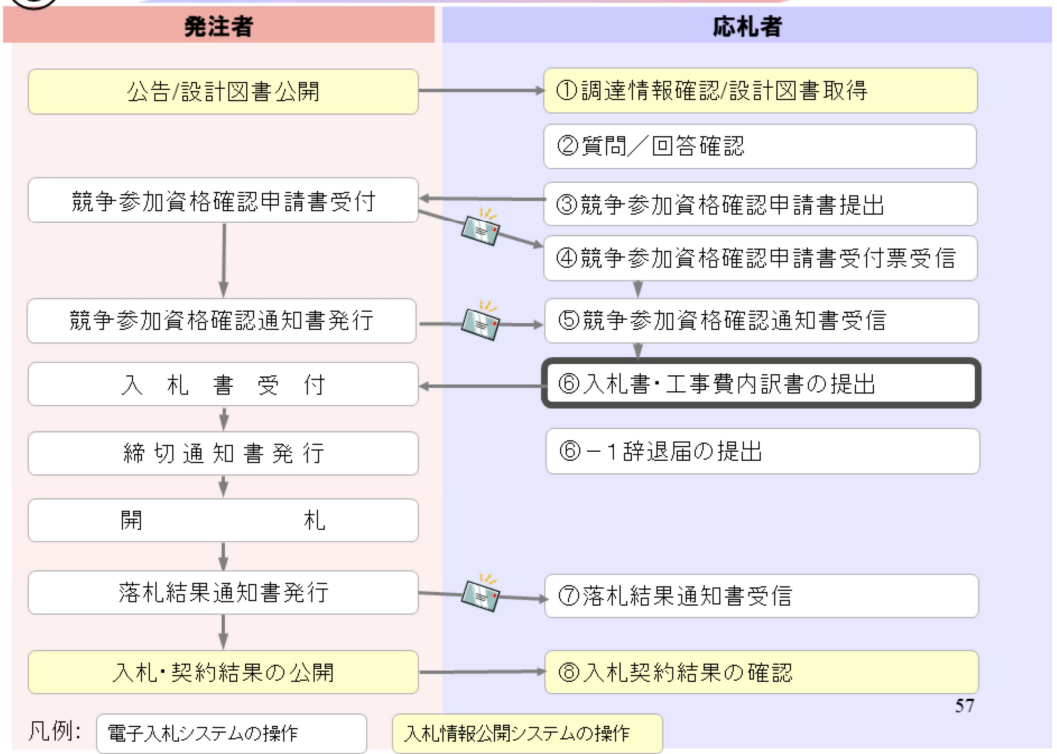 発注者
応札者
公告/設計図書公開
①調達情報確認/設計図書取得
②質問／回答確認
競争参加資格確認申請書受付
③競争参加資格確認申請書提出
④競争参加資格確認申請書受付票受信
競争参加資格確認通知書発行
⑤競争参加資格確認通知書受信
入札書受付
⑥入札書・工事費内訳書の提出
締切通知書発行
⑥－1辞退届の提出
開札
落札結果通知書発行
⑦落札結果通知書受信
入札・契約結果の公開
⑧入札契約結果の確認
57
凡例:
電子入札システムの操作
入札情報公開システムの操作